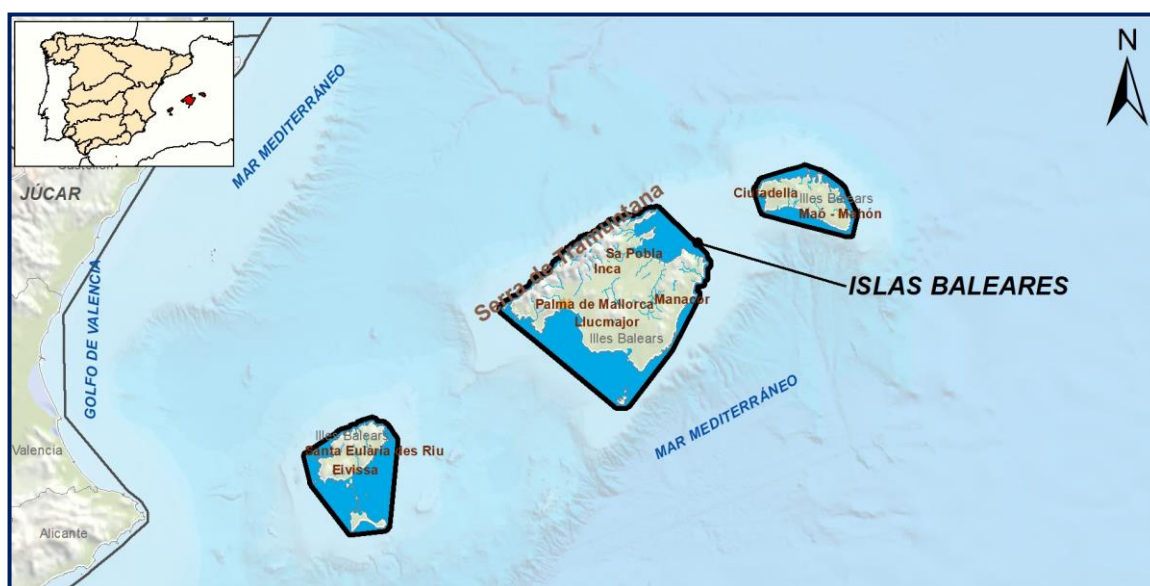 N
MAR MEDITERRÁNEO
JÚCAR
GOLFO DE VALENCIA
Valencia
Alicante
Serra de Tramuntana
Sa Pobla
Inca
Palma de Mallorca
Manacor
Llucmajor
Illes Balears
Ciutadella
Illes Balears
Maó - Mahón
ISLAS BALEARES
MAR MEDITERRÁNEO
Illes Balears
Santa Eulària des Riu
Eivissa